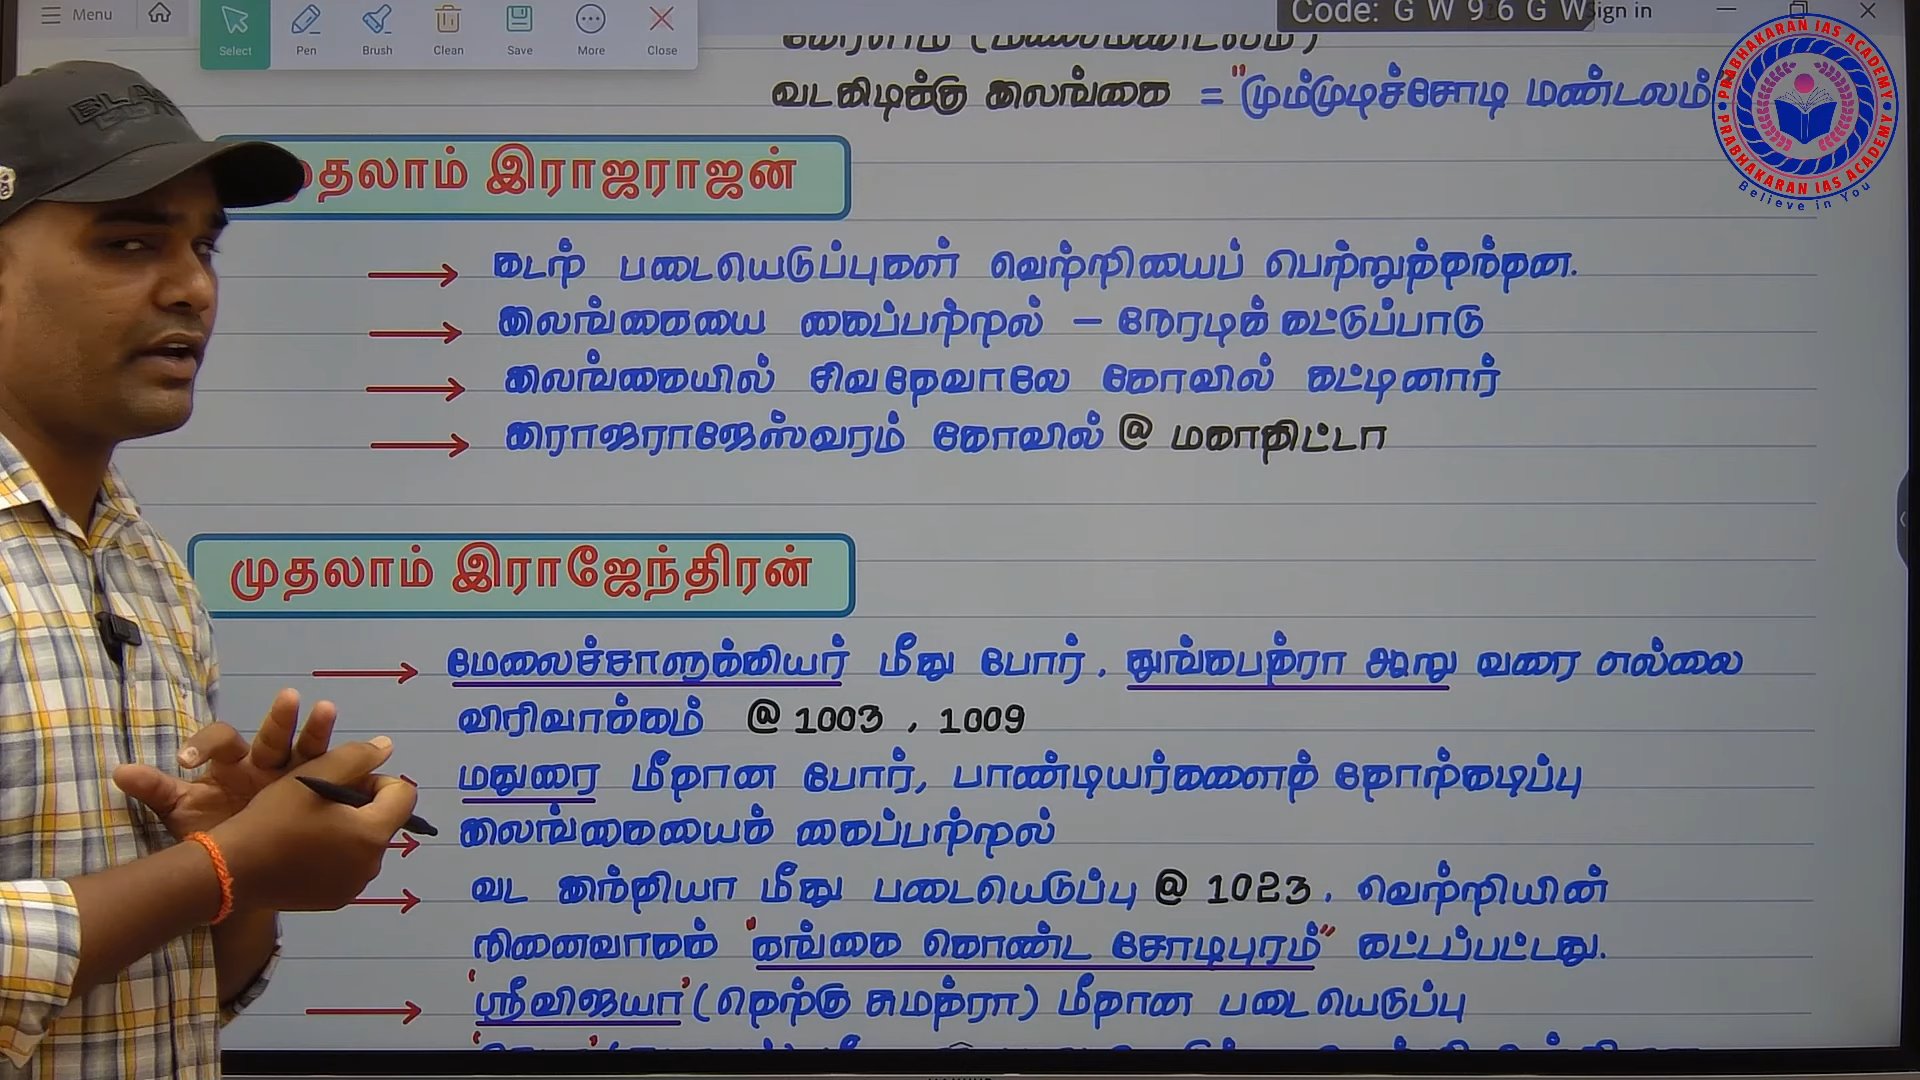 Menu
Select Pen Brush Clean Save More Close
Code: G W 9 6 G W
Sign in
வடகிழக்கு இலங்கை = "மும்முடிச்சோழ மண்டலம்
முதலாம் இராஜராஜன்
→ கடற் படையெடுப்புகள் வெற்றியைப் பெற்றுத்தந்தன.
→ இலங்கையை கைப்பற்றல் – நேரடிக் கட்டுப்பாடு
→ இலங்கையில் சிவதேவாலே கோவில் கட்டினார்
→ இராஜராஜேஸ்வரம் கோவில் @ மகாதிட்டா
முதலாம் இராஜேந்திரன்
→ மேலைச்சாளுக்கியர் மீது போர். துங்கபத்ரா ஆறு வரை எல்லை
விரிவாக்கம் @ 1003 , 1009
மதுரை மீதான போர், பாண்டியர்களைத் தோற்கடிப்பு
→ இலங்கையைக் கைப்பற்றல்
→ வட இந்தியா மீது படையெடுப்பு @ 1023. வெற்றியின்
நினைவாகக் "கங்கை கொண்ட சோழபுரம்" கட்டப்பட்டது.
→ 'ஸ்ரீவிஜயா' (தெற்கு சுமத்ரா) மீதான படையெடுப்பு
PRABHAKARAN IAS ACADEMY
PRABHAKARAN IAS ACADEMY
Believe in You